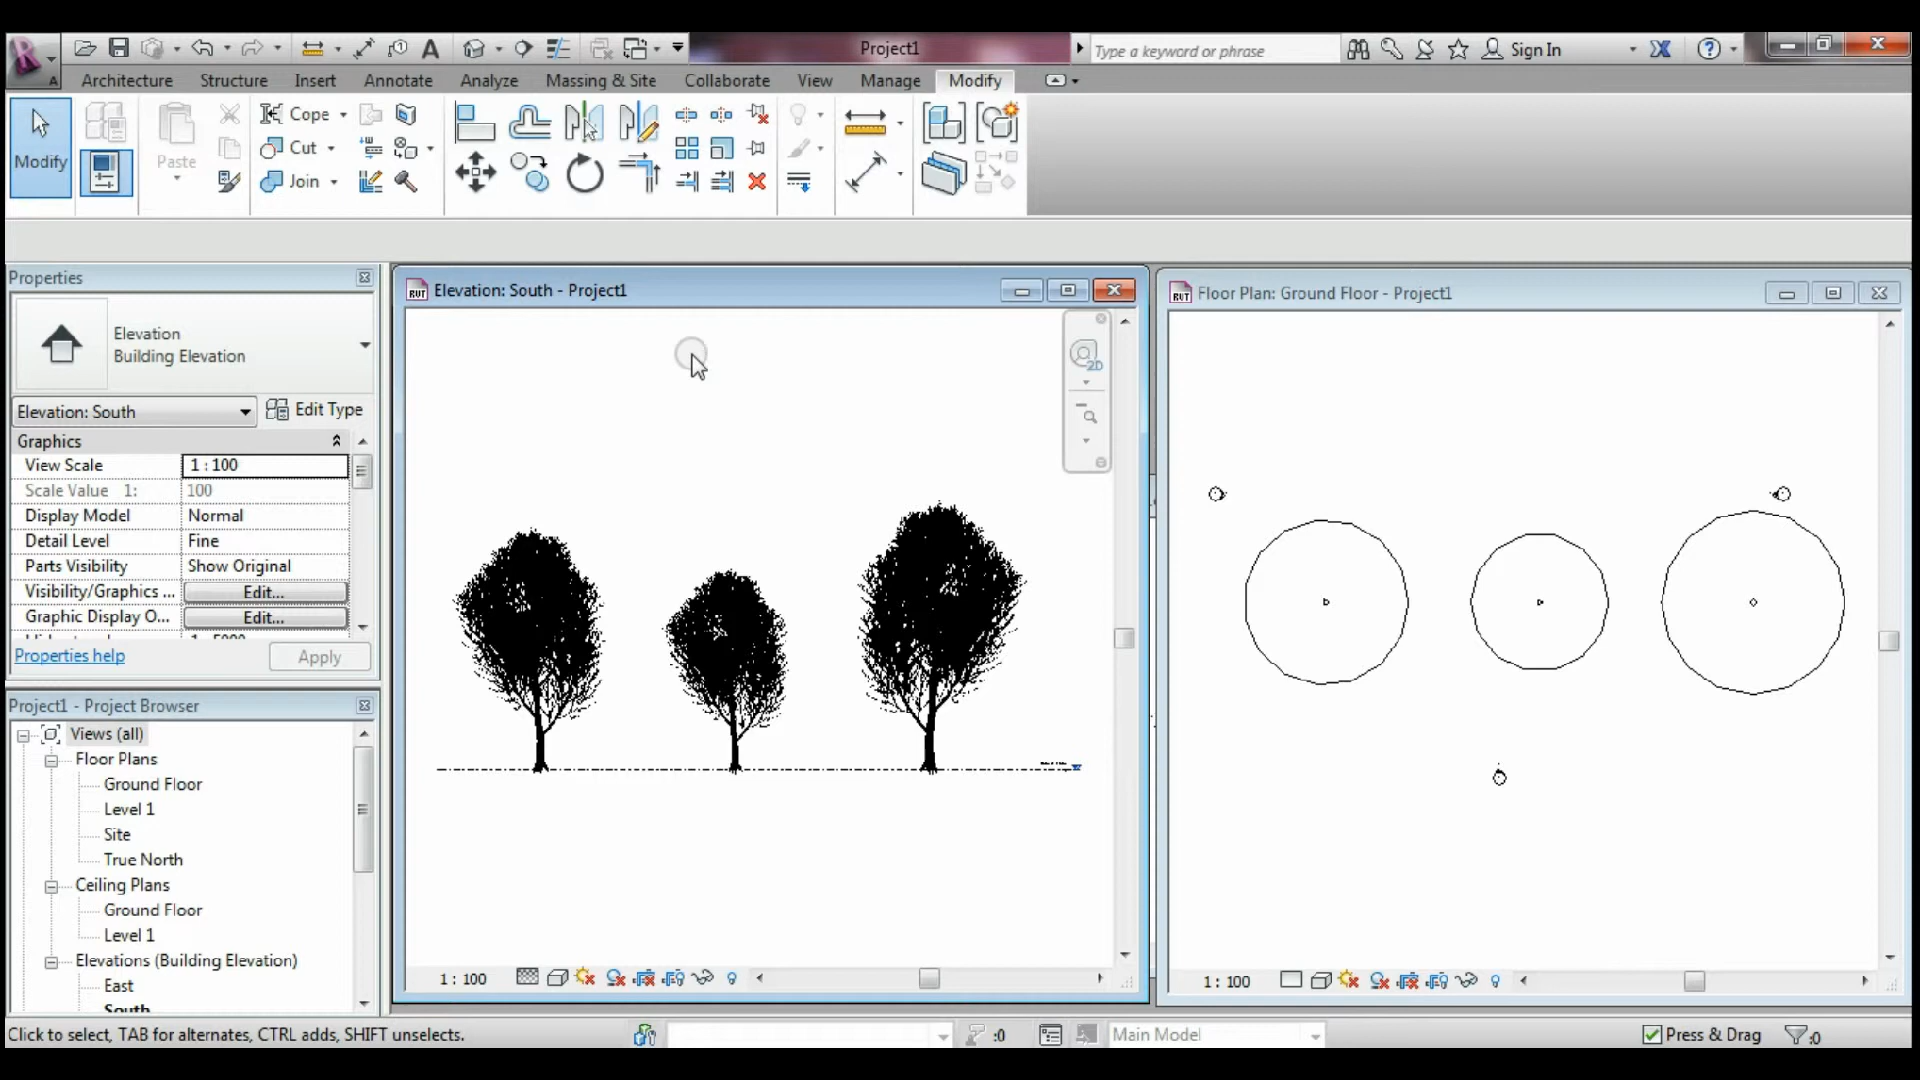 Project1
Type a keyword or phrase
Sign In
Architecture Structure Insert Annotate Analyze Massing & Site Collaborate View Manage Modify
Modify
Paste
Cope
Cut
Join
Properties
Elevation
Building Elevation
Elevation: South
Edit Type
Graphics
View Scale 1 : 100
Scale Value 1: 100
Display Model Normal
Detail Level Fine
Parts Visibility Show Original
Visibility/Graphics ... Edit...
Graphic Display O... Edit...
Properties help
Apply
Project1 - Project Browser
Views (all)
Floor Plans
Ground Floor
Level 1
Site
True North
Ceiling Plans
Ground Floor
Level 1
Elevations (Building Elevation)
East
South
RVT Elevation: South - Project1
2D
1 : 100
RVT Floor Plan: Ground Floor - Project1
1 : 100
Click to select, TAB for alternates, CTRL adds, SHIFT unselects.
:0
Main Model
Press & Drag
:0